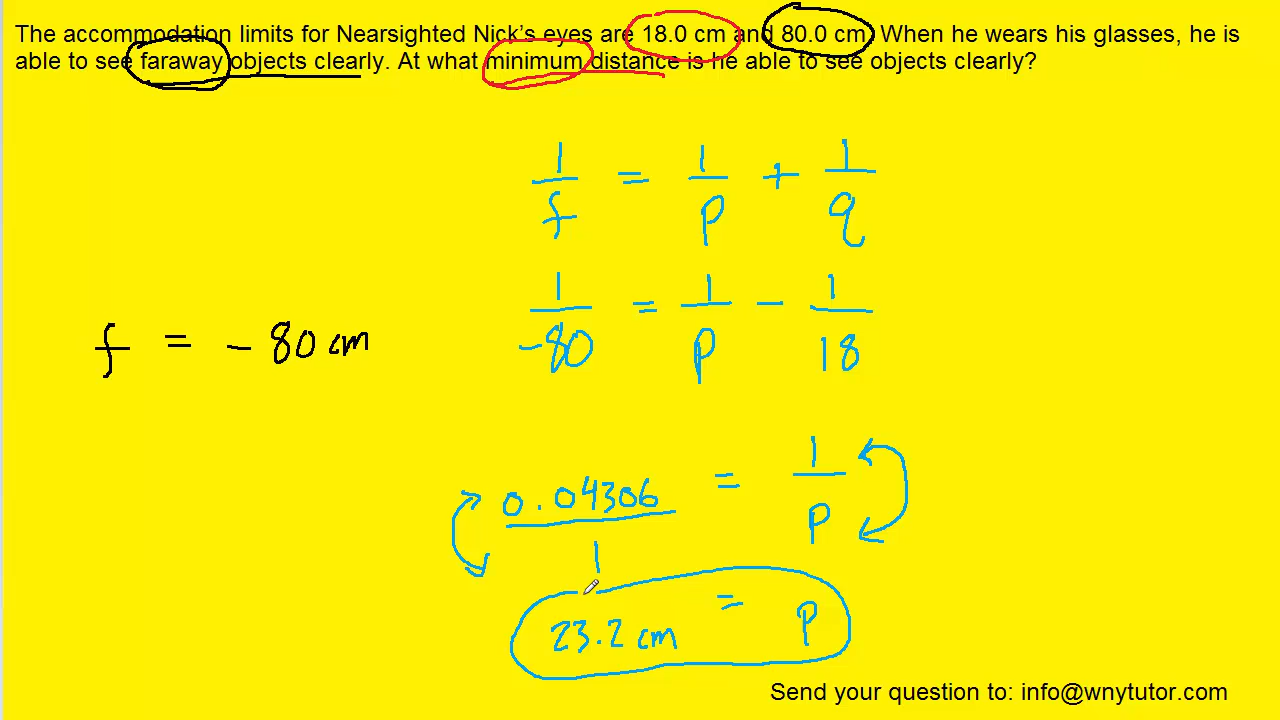 The accommodation limits for Nearsighted Nick's eyes are 18.0 cm and 80.0 cm. When he wears his glasses, he is
able to see faraway objects clearly. At what minimum distance is he able to see objects clearly?
1/f = 1/p + 1/q
1/-80 = 1/p - 1/18
f = - 80 cm
0.04306/1 = 1/p
23.2 cm = p
Send your question to: info@wnytutor.com